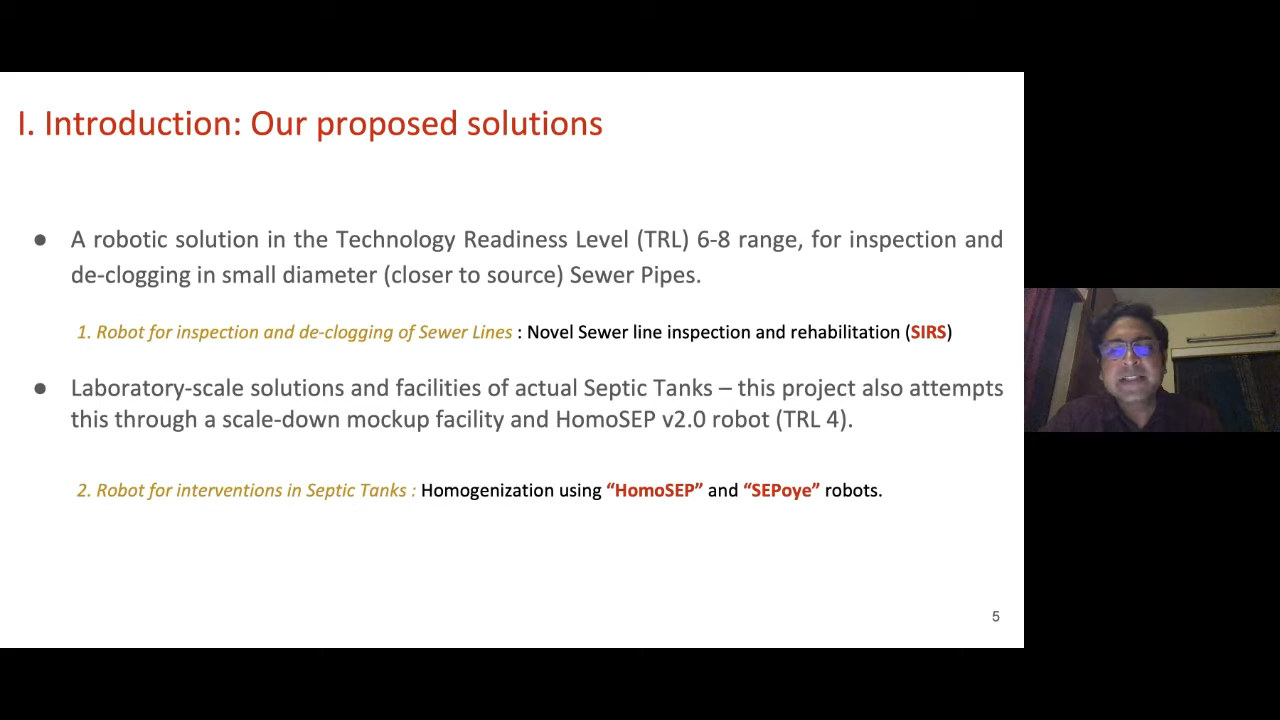 I. Introduction: Our proposed solutions
● A robotic solution in the Technology Readiness Level (TRL) 6-8 range, for inspection and
de-clogging in small diameter (closer to source) Sewer Pipes.
1. Robot for inspection and de-clogging of Sewer Lines : Novel Sewer line inspection and rehabilitation (SIRS)
● Laboratory-scale solutions and facilities of actual Septic Tanks – this project also attempts
this through a scale-down mockup facility and HomoSEP v2.0 robot (TRL 4).
2. Robot for interventions in Septic Tanks : Homogenization using “HomoSEP” and “SEPoye” robots.
5